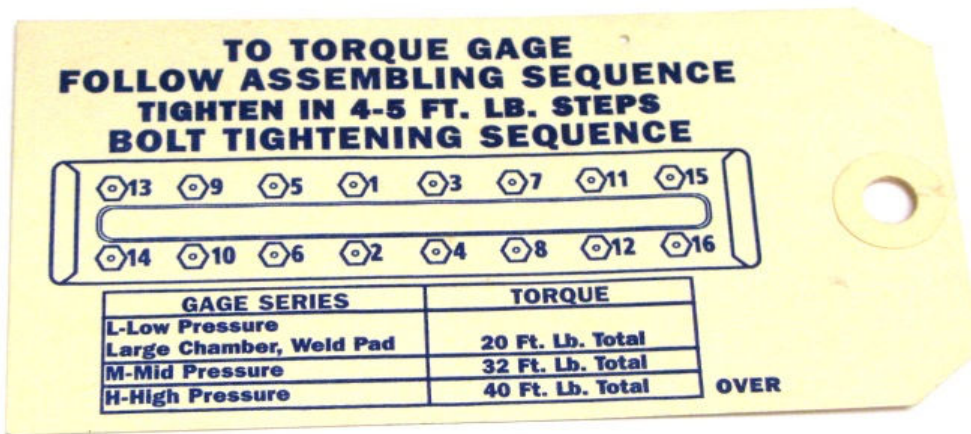 TO TORQUE GAGE
FOLLOW ASSEMBLING SEQUENCE
TIGHTEN IN 4-5 FT. LB. STEPS
BOLT TIGHTENING SEQUENCE
13 9 5 1 3 7 11 15
14 10 6 2 4 8 12 16
GAGE SERIES TORQUE
L-Low Pressure
Large Chamber, Weld Pad 20 Ft. Lb. Total
M-Mid Pressure 32 Ft. Lb. Total
H-High Pressure 40 Ft. Lb. Total
OVER